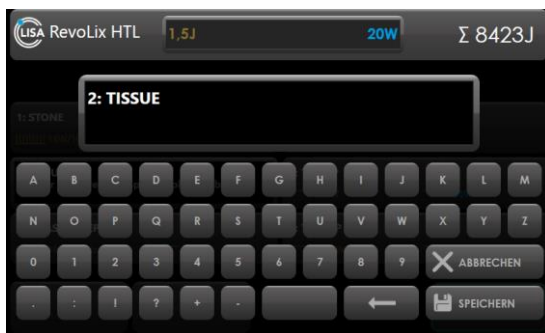 LISA RevoLix HTL 1,5J 20W Σ 8423J
2: TISSUE
1: STONE
A B C D E F G H I J K L M
N O P Q R S T U V W X Y Z
0 1 2 3 4 5 6 7 8 9 ABBRECHEN
. : ! ? + - SPEICHERN